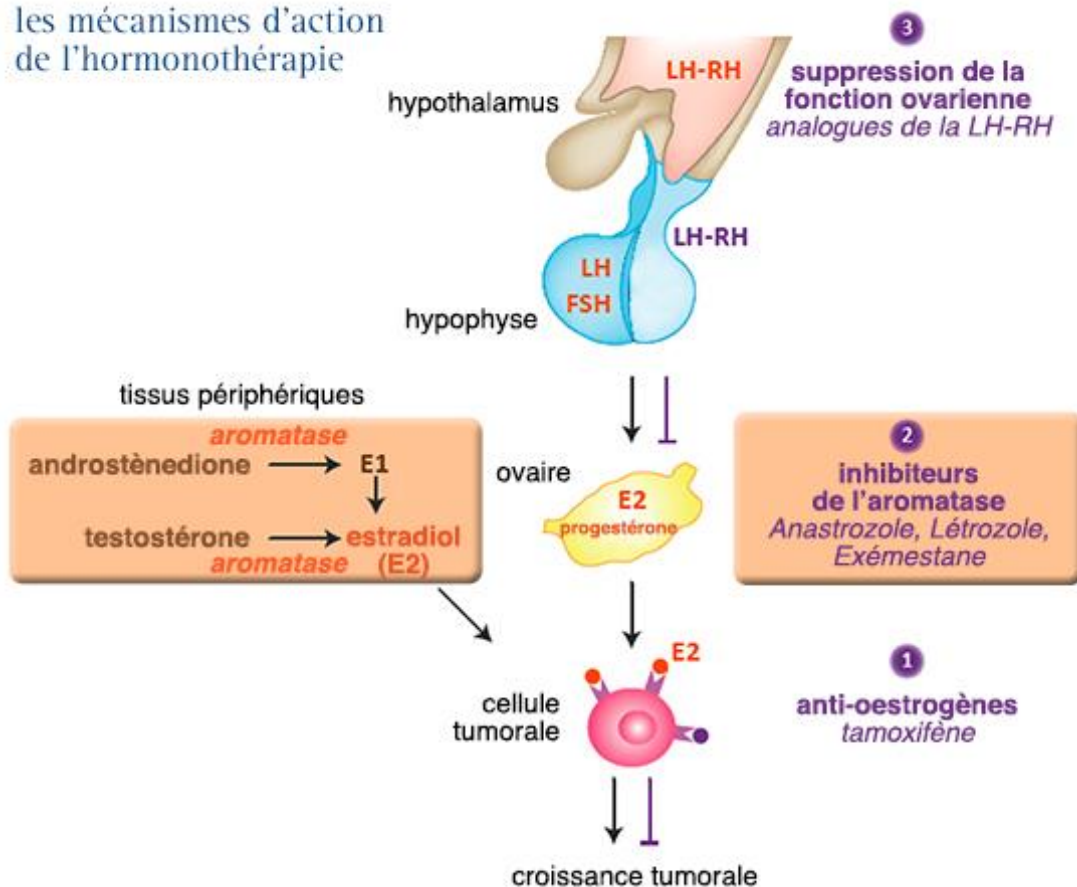 les mécanismes d'action
de l'hormonothérapie
3
suppression de la
fonction ovarienne
analogues de la LH-RH
LH-RH
hypothalamus
LH-RH
LH
FSH
hypophyse
tissus périphériques
aromatase
androstènedione
E1
testostérone
estradiol
aromatase
(E2)
ovaire
E2
progestérone
2
inhibiteurs
de l'aromatase
Anastrozole, Létrozole,
Exémestane
E2
cellule
tumorale
1
anti-oestrogènes
tamoxifène
croissance tumorale